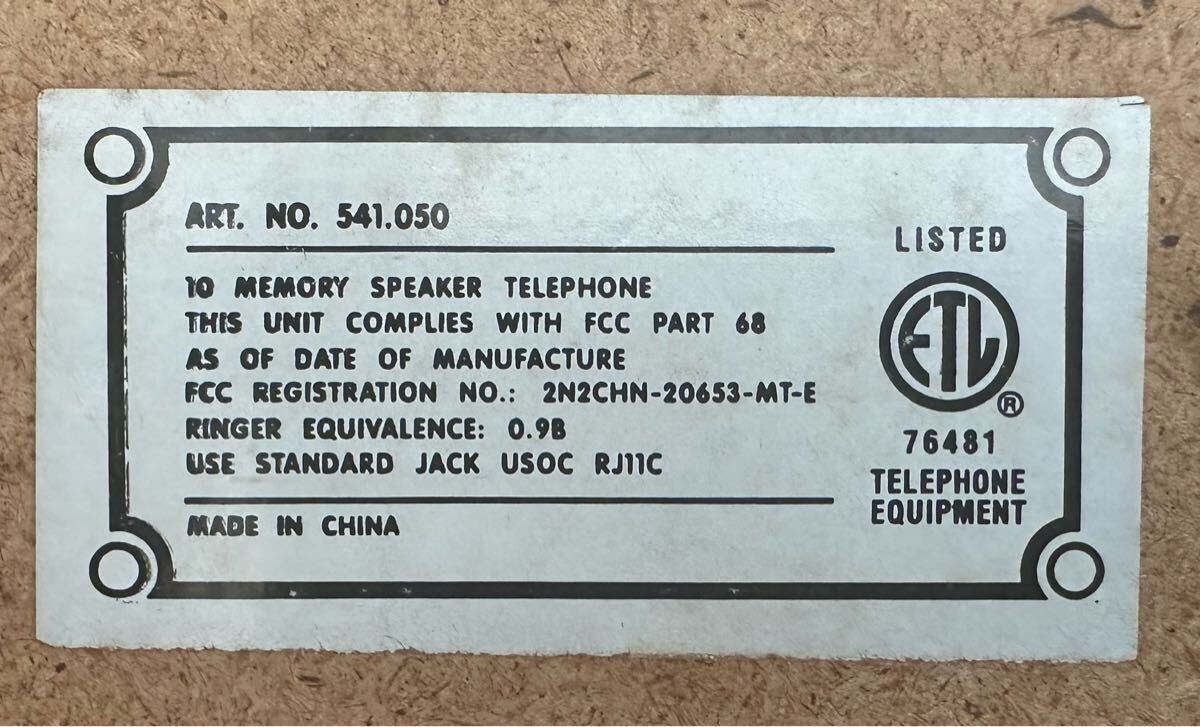 ART. NO. 541.050
10 MEMORY SPEAKER TELEPHONE
THIS UNIT COMPLIES WITH FCC PART 68
AS OF DATE OF MANUFACTURE
FCC REGISTRATION NO.: 2N2CHN-20653-MT-E
RINGER EQUIVALENCE: 0.9B
USE STANDARD JACK USOC RJ11C
MADE IN CHINA
LISTED
ETL
®
76481
TELEPHONE
EQUIPMENT